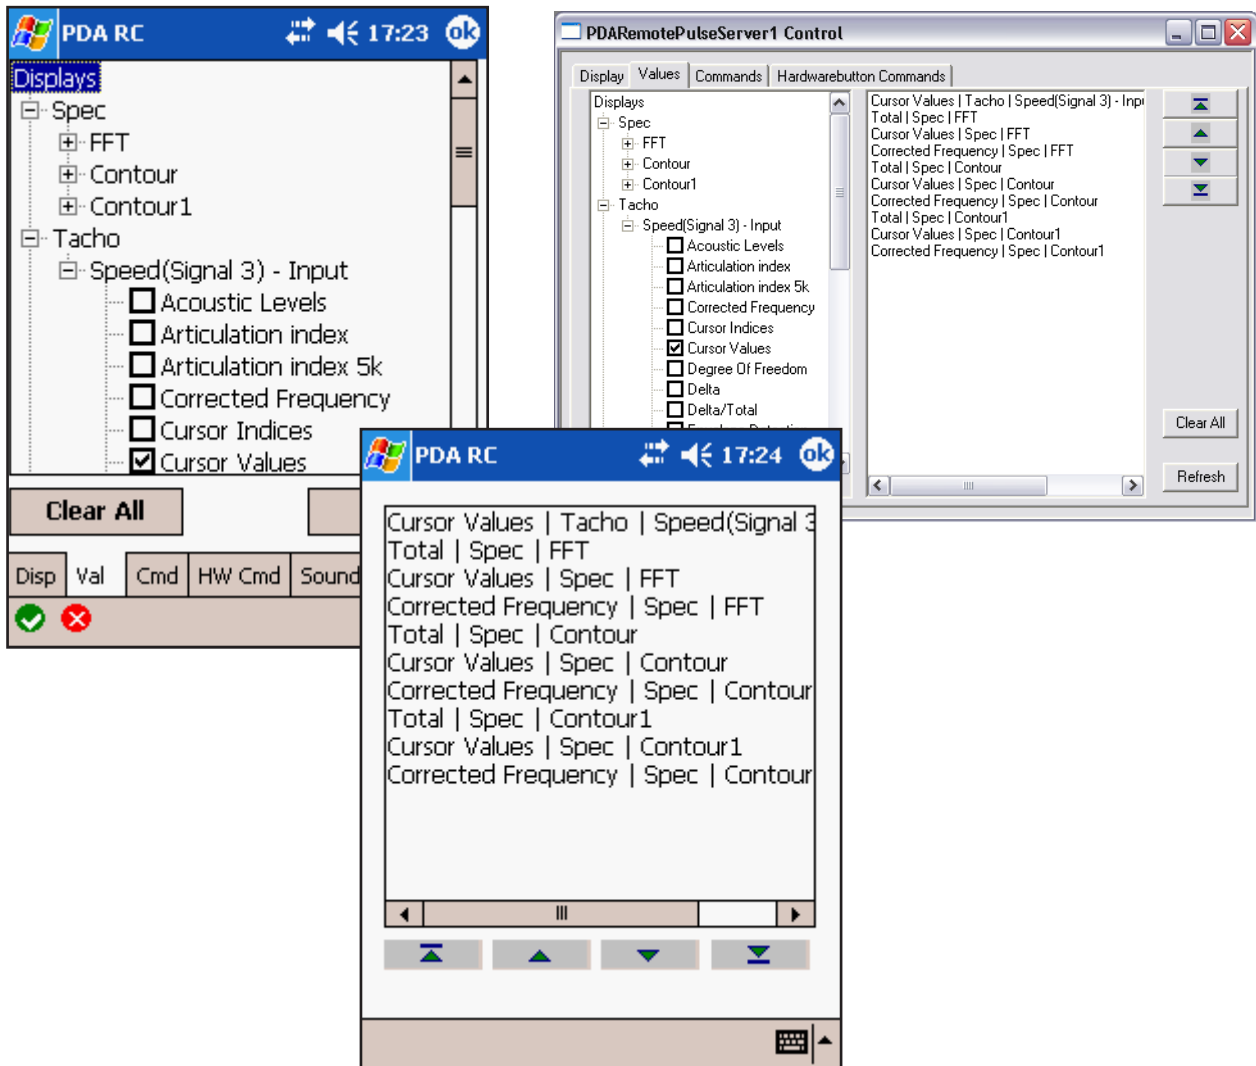 PDA RC 17:23 ok
Displays
Spec
FFT
Contour
Contour1
Tacho
Speed(Signal 3) - Input
Acoustic Levels
Articulation index
Articulation index 5k
Corrected Frequency
Cursor Indices
Cursor Values
Clear All
Disp Val Cmd HW Cmd Sound
PDARemotePulseServer1 Control
Display Values Commands Hardwarebutton Commands
Displays
Spec
FFT
Contour
Contour1
Tacho
Speed(Signal 3) - Input
Acoustic Levels
Articulation index
Articulation index 5k
Corrected Frequency
Cursor Indices
Cursor Values
Degree Of Freedom
Delta
Delta/Total
Cursor Values | Tacho | Speed(Signal 3) - Inpu
Total | Spec | FFT
Cursor Values | Spec | FFT
Corrected Frequency | Spec | FFT
Total | Spec | Contour
Cursor Values | Spec | Contour
Corrected Frequency | Spec | Contour
Total | Spec | Contour1
Cursor Values | Spec | Contour1
Corrected Frequency | Spec | Contour1
Clear All
Refresh
PDA RC 17:24 ok
Cursor Values | Tacho | Speed(Signal 3
Total | Spec | FFT
Cursor Values | Spec | FFT
Corrected Frequency | Spec | FFT
Total | Spec | Contour
Cursor Values | Spec | Contour
Corrected Frequency | Spec | Contour
Total | Spec | Contour1
Cursor Values | Spec | Contour1
Corrected Frequency | Spec | Contour